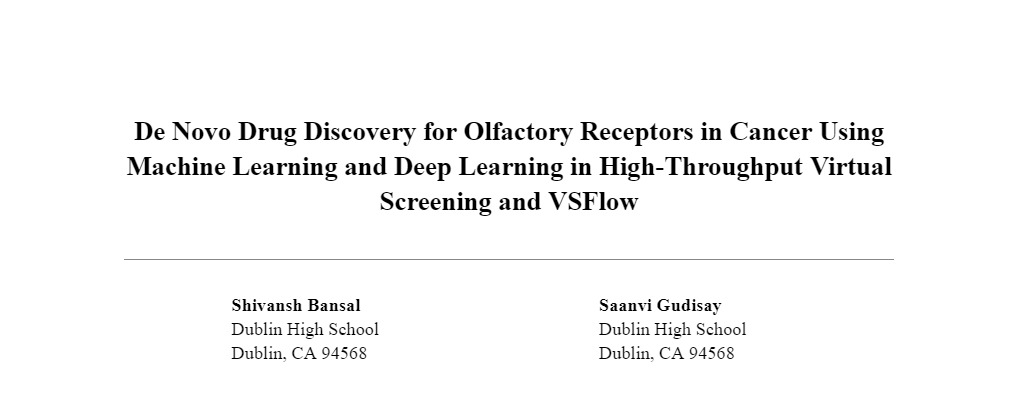 De Novo Drug Discovery for Olfactory Receptors in Cancer Using
Machine Learning and Deep Learning in High-Throughput Virtual
Screening and VSFlow
Shivansh Bansal
Dublin High School
Dublin, CA 94568
Saanvi Gudisay
Dublin High School
Dublin, CA 94568